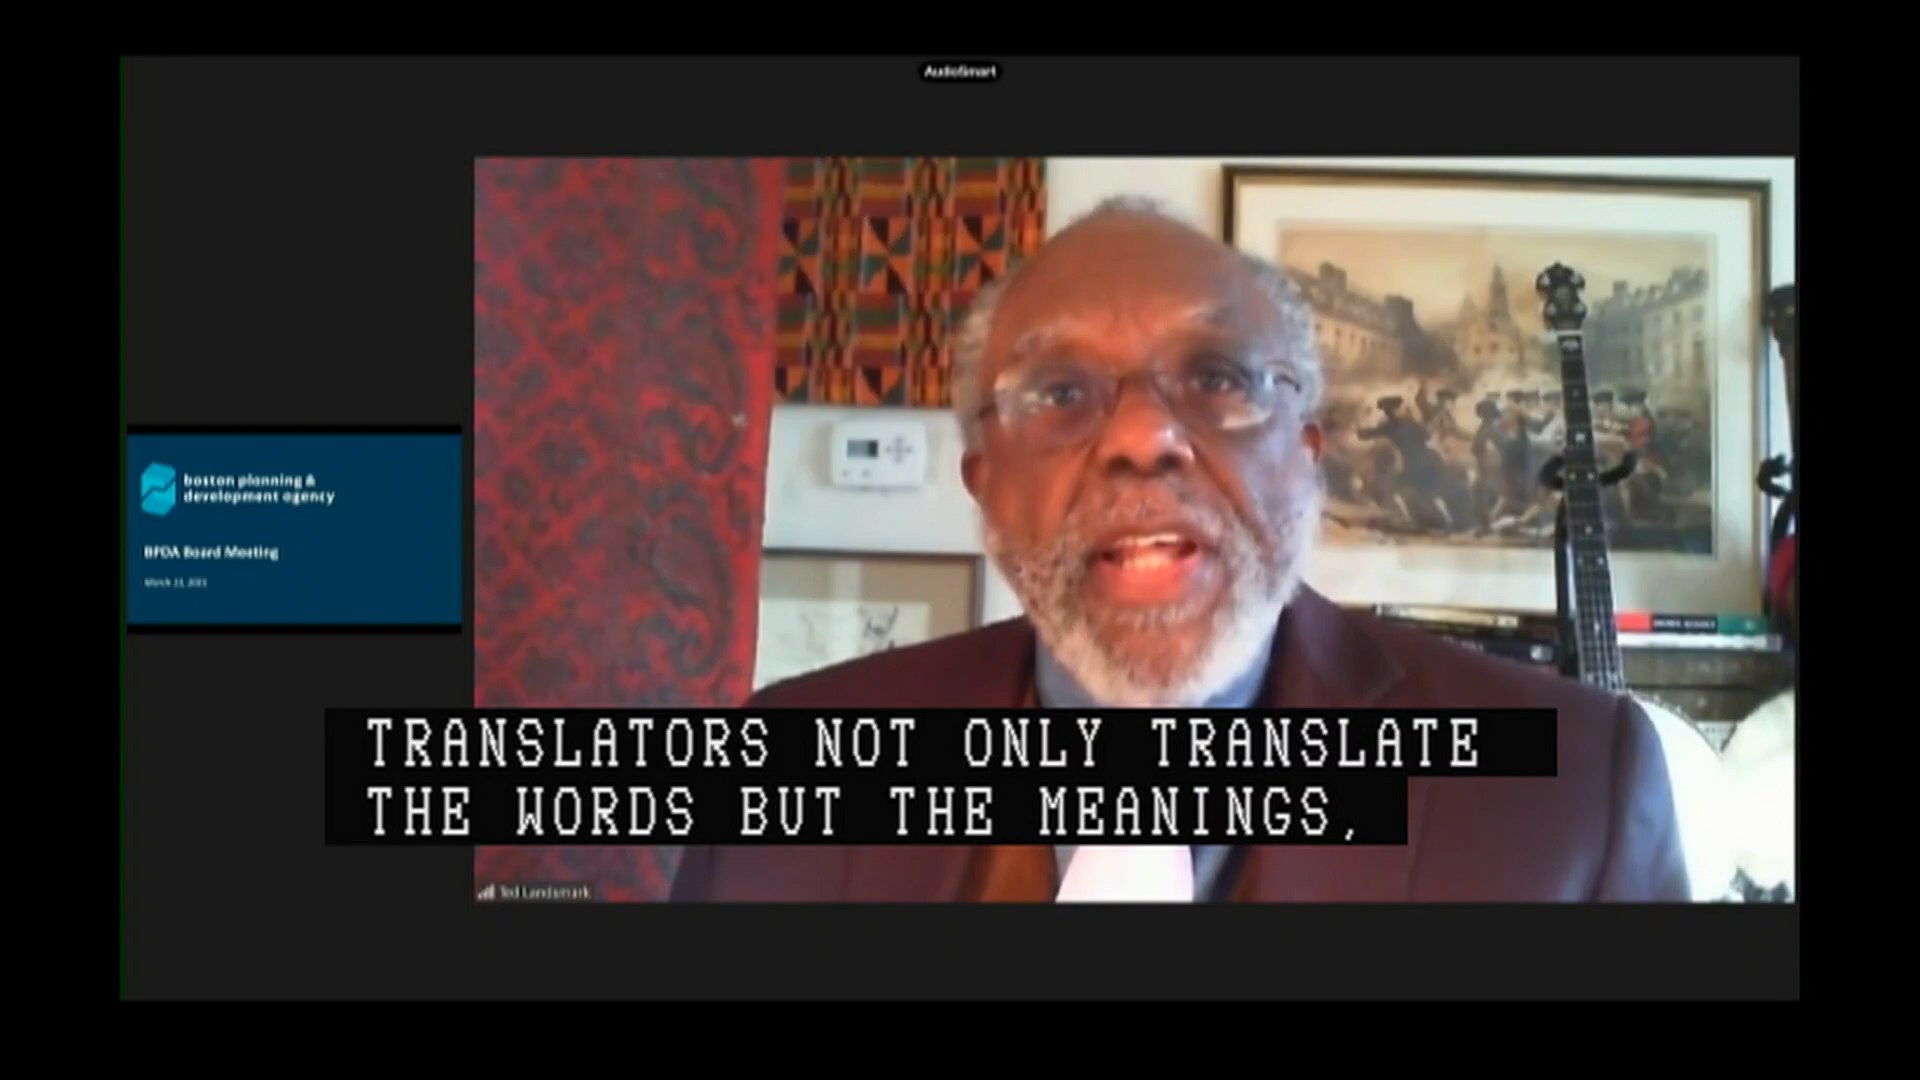 AudioSmart
boston planning &
development agency
BPDA Board Meeting
TRANSLATORS NOT ONLY TRANSLATE
THE WORDS BUT THE MEANINGS,
Ted Landsmark